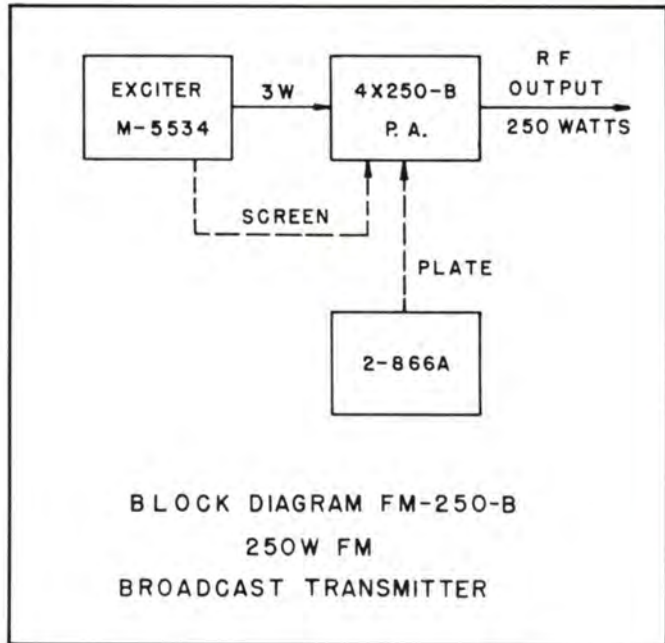 EXCITER
M-5534
3W
4X250-B
P.A.
RF
OUTPUT
250 WATTS
SCREEN
PLATE
2-866A
BLOCK DIAGRAM FM-250-B
250W FM
BROADCAST TRANSMITTER